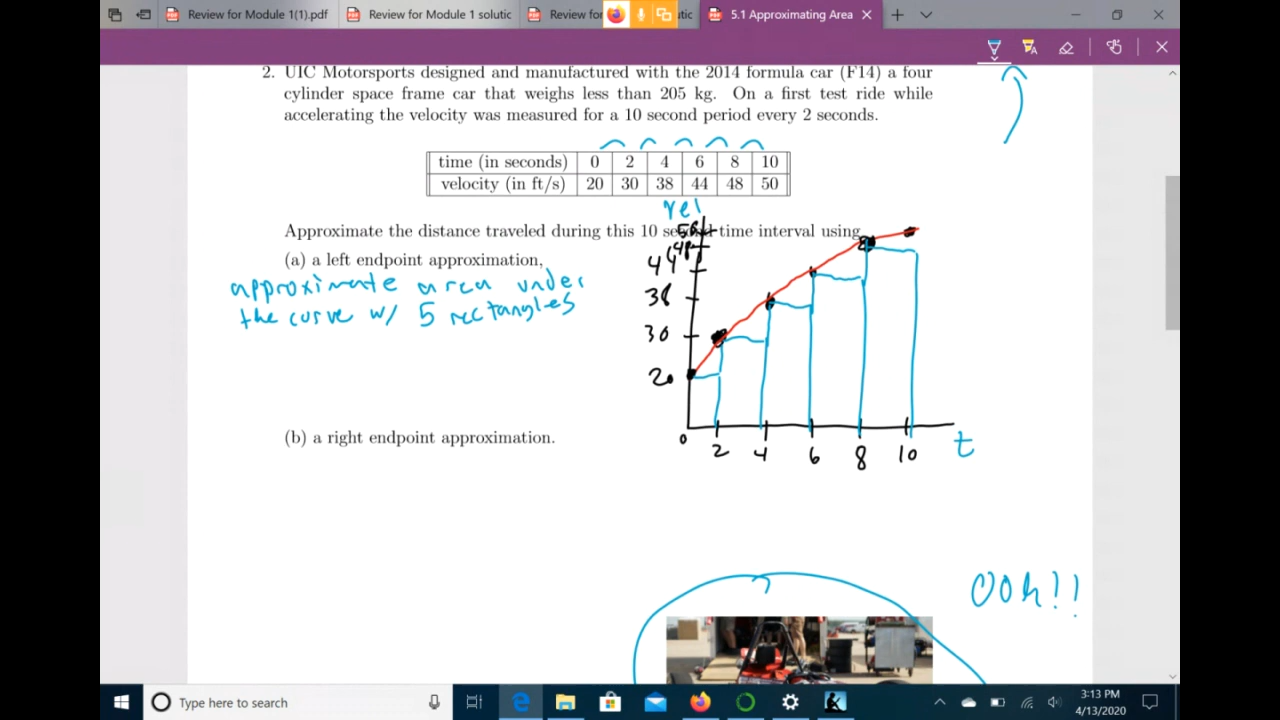 Review for Module 1(1).pdf
Review for Module 1 solutic
Review for
utic
5.1 Approximating Area
2. UIC Motorsports designed and manufactured with the 2014 formula car (F14) a four
cylinder space frame car that weighs less than 205 kg. On a first test ride while
accelerating the velocity was measured for a 10 second period every 2 seconds.
time (in seconds) 0 2 4 6 8 10
velocity (in ft/s) 20 30 38 44 48 50
vel
Approximate the distance traveled during this 10 second time interval using
50
48
(a) a left endpoint approximation,
44
approximate area under
38
the curve w/ 5 rectangles
30
20
(b) a right endpoint approximation.
0
2 4 6 8 10
t
OOh!!
Type here to search
3:13 PM
4/13/2020